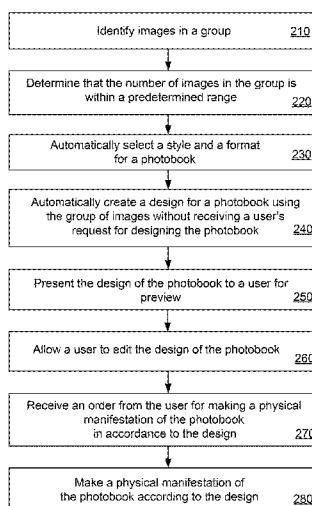 Identify images in a group 210
Determine that the number of images in the group is
within a predetermined range 220
Automatically select a style and a format
for a photobook 230
Automatically create a design for a photobook using
the group of images without receiving a user's
request for designing the photobook 240
Present the design of the photobook to a user for
preview 250
Allow a user to edit the design of the photobook 260
Receive an order from the user for making a physical
manifestation of the photobook
in accordance to the design 270
Make a physical manifestation of
the photobook according to the design 280